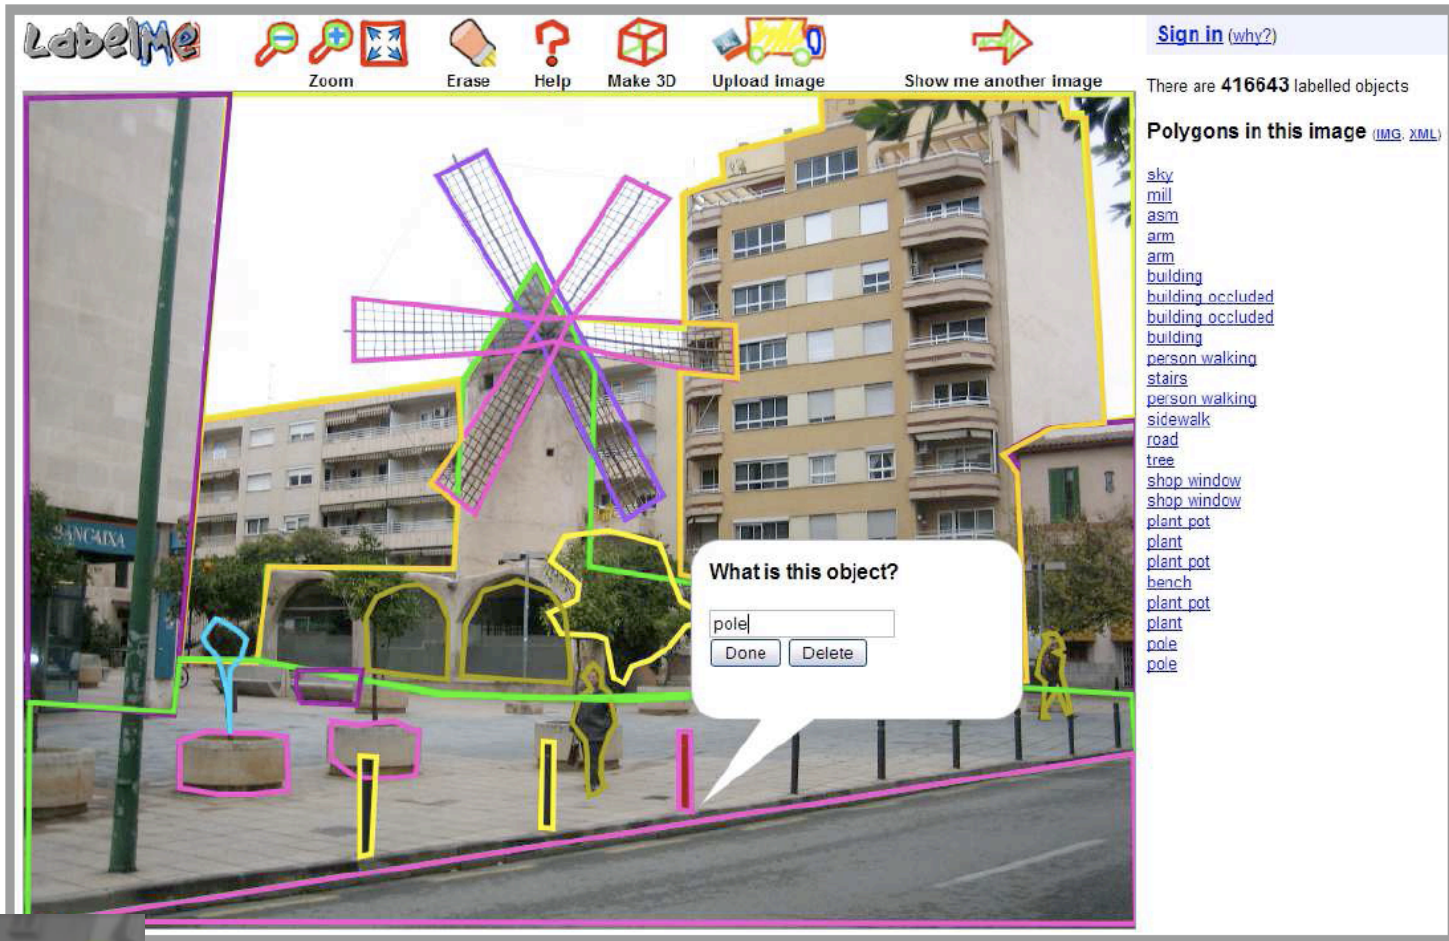 LabelMe
Zoom
Erase
Help
Make 3D
Upload image
Show me another image
Sign in (why?)
There are 416643 labelled objects
Polygons in this image (IMG, XML)
sky
mill
asm
arm
arm
building
building occluded
building occluded
building
person walking
stairs
person walking
sidewalk
road
tree
shop window
shop window
plant pot
plant
plant pot
bench
plant pot
plant
pole
pole
SA NOSTRA
What is this object?
pole
Done
Delete